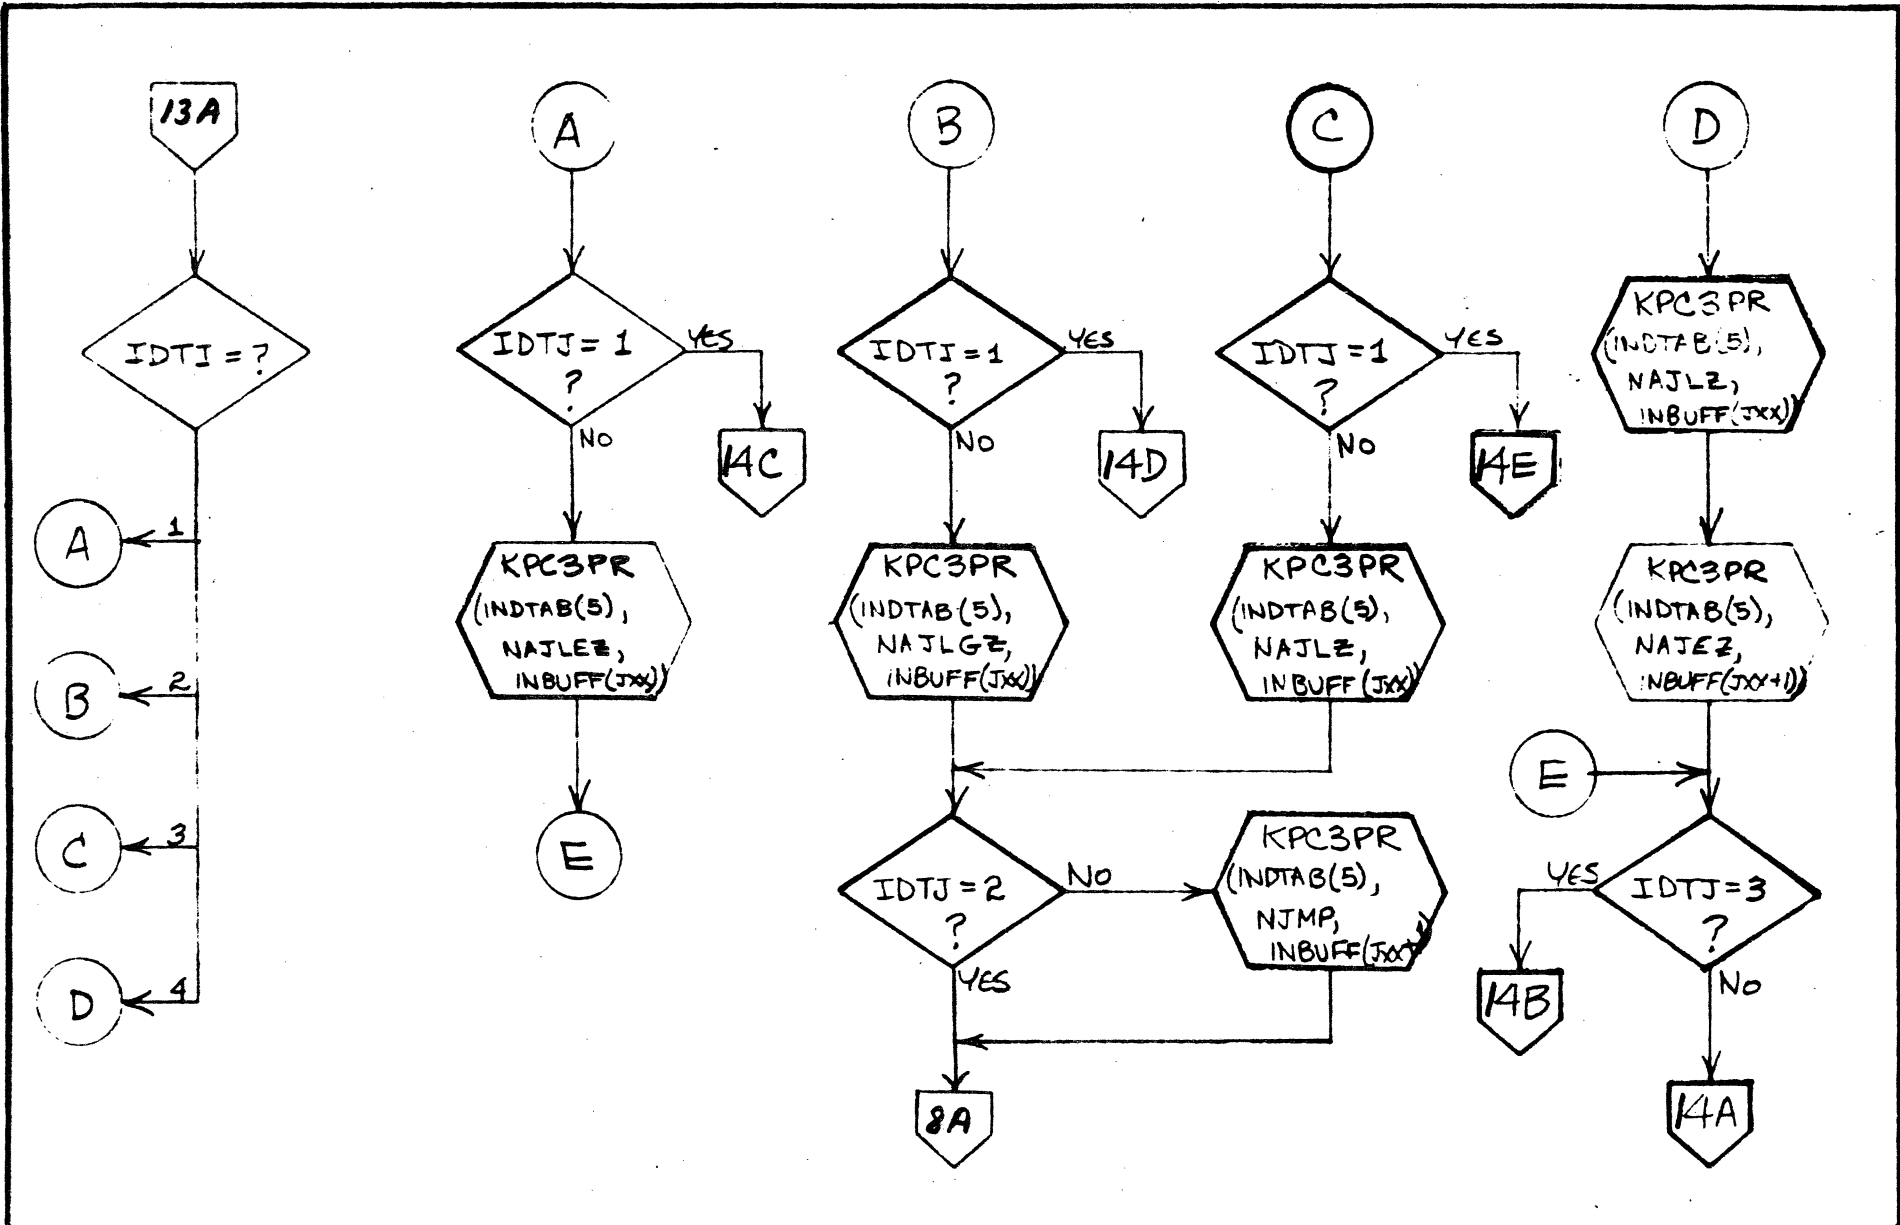 13A
IDTI = ?
1
A
2
B
3
C
4
D
A
IDTJ = 1
?
YES
NO
14C
KPC3PR
(INDTAB(5),
NAJLEZ,
INBUFF(JXX))
E
B
IDTJ = 1
?
YES
NO
14D
KPC3PR
(INDTAB(5),
NAJLGZ,
INBUFF(JXX))
IDTJ = 2
?
NO
YES
8A
C
IDTJ = 1
?
YES
NO
14E
KPC3PR
(INDTAB(5),
NAJLZ,
INBUFF(JXX))
KPC3PR
(INDTAB(5),
NJMP,
D
KPC3PR
(INDTAB(5),
NAJLZ,
INBUFF(JXX))
KPC3PR
(INDTAB(5),
NAJEZ,
INBUFF(JXX+1))
E
IDTJ = 3
?
YES
NO
14B
14A